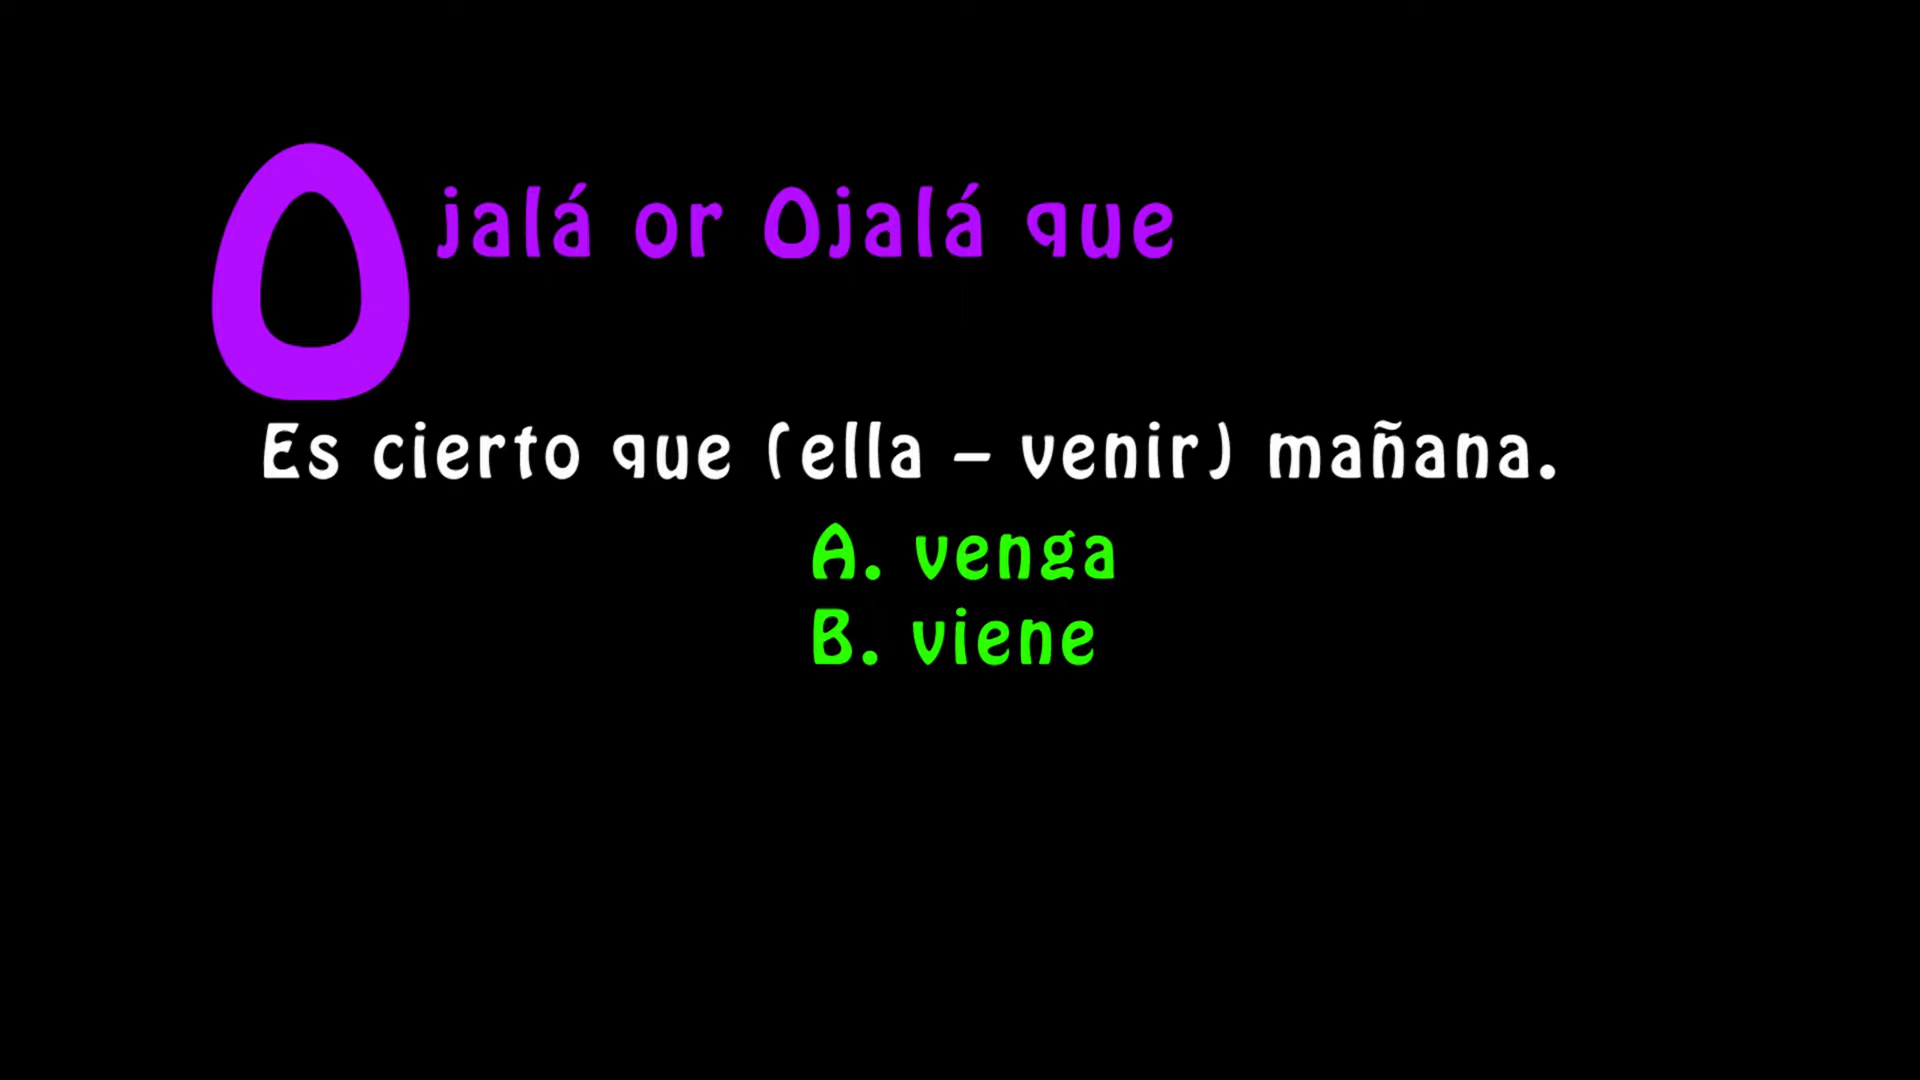 Ojalá or Ojalá que
Es cierto que (ella – venir) mañana.
A. venga
B. viene